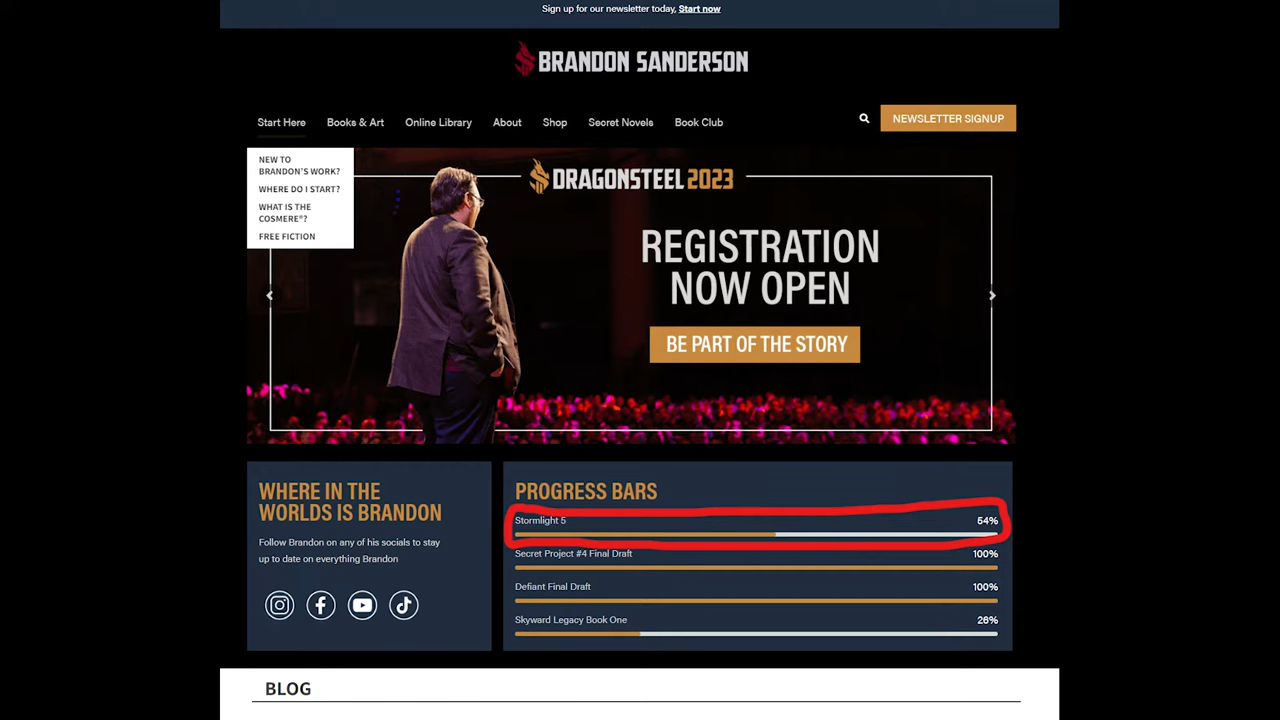 Sign up for our newsletter today, Start now
BRANDON SANDERSON
Start Here Books & Art Online Library About Shop Secret Novels Book Club NEWSLETTER SIGNUP
NEW TO
BRANDON'S WORK?
WHERE DO I START?
WHAT IS THE
COSMERE®?
FREE FICTION
DRAGONSTEEL 2023
REGISTRATION
NOW OPEN
BE PART OF THE STORY
WHERE IN THE
WORLDS IS BRANDON
Follow Brandon on any of his socials to stay
up to date on everything Brandon
PROGRESS BARS
Stormlight 5 54%
Secret Project #4 Final Draft 100%
Defiant Final Draft 100%
Skyward Legacy Book One 26%
BLOG